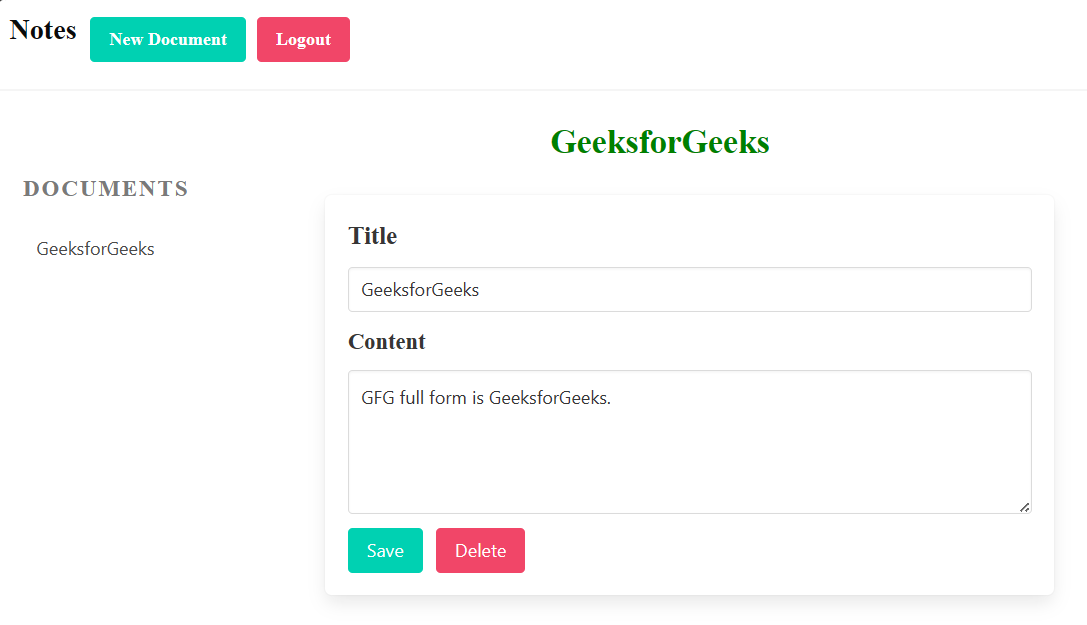 Notes
New Document
Logout
GeeksforGeeks
DOCUMENTS
GeeksforGeeks
Title
GeeksforGeeks
Content
GFG full form is GeeksforGeeks.
Save
Delete